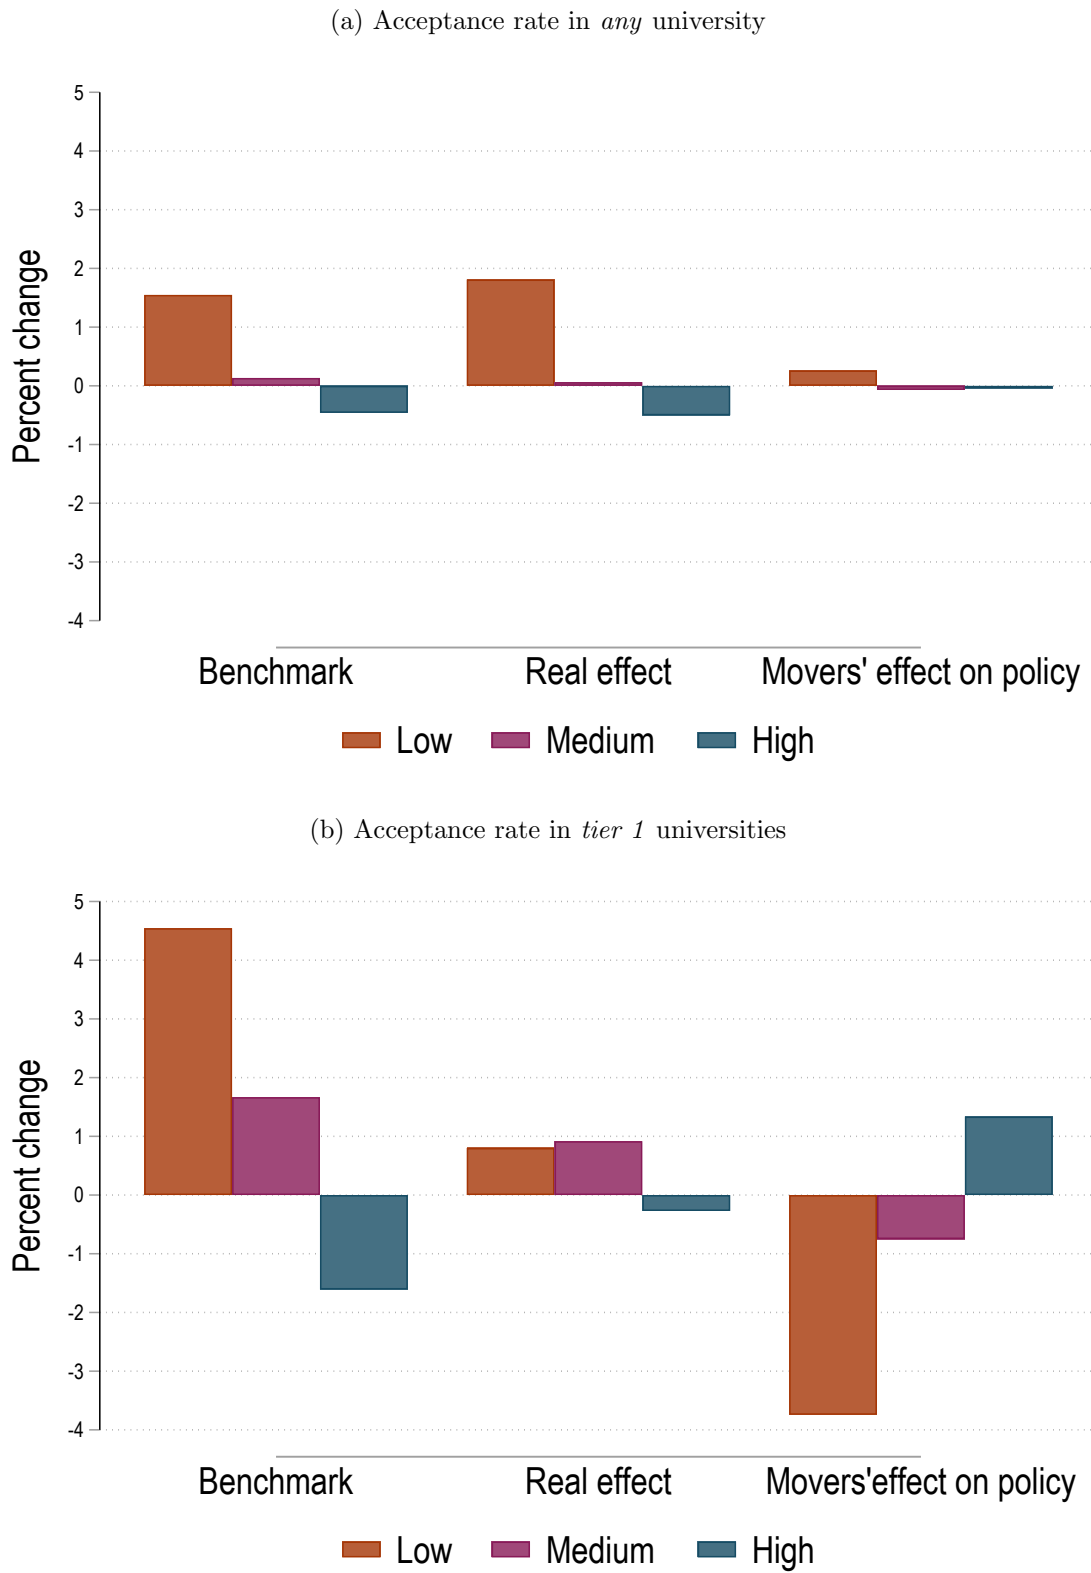 (a) Acceptance rate in any university
5
4
3
2
1
0
-1
-2
-3
-4
Percent change
Benchmark Real effect Movers' effect on policy
Low Medium High
(b) Acceptance rate in tier 1 universities
5
4
3
2
1
0
-1
-2
-3
-4
Percent change
Benchmark Real effect Movers'effect on policy
Low Medium High